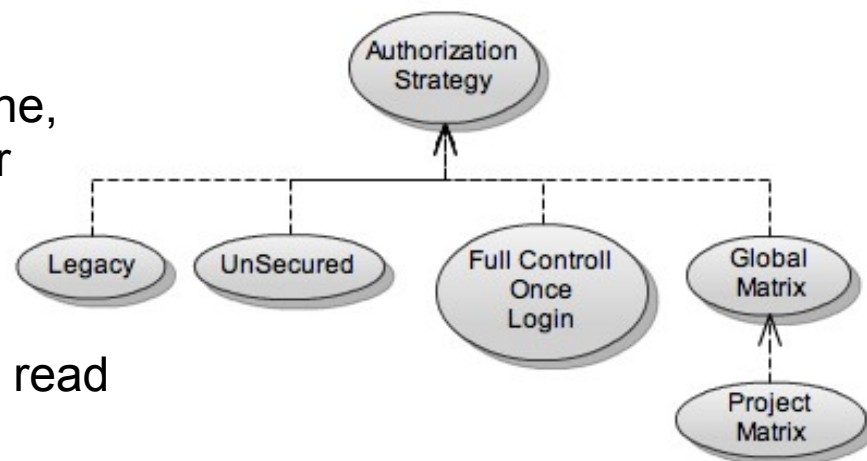 Authorization
Strategy
ne,
r
Legacy
UnSecured
Full Controll
Once
Login
Global
Matrix
read
Project
Matrix